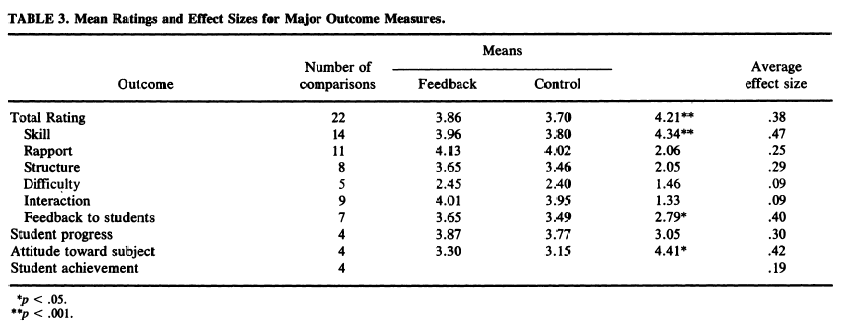 TABLE 3. Mean Ratings and Effect Sizes for Major Outcome Measures.
Means
Number of Average
Outcome comparisons Feedback Control effect size
Total Rating 22 3.86 3.70 4.21** .38
Skill 14 3.96 3.80 4.34** .47
Rapport 11 4.13 4.02 2.06 .25
Structure 8 3.65 3.46 2.05 .29
Difficulty 5 2.45 2.40 1.46 .09
Interaction 9 4.01 3.95 1.33 .09
Feedback to students 7 3.65 3.49 2.79* .40
Student progress 4 3.87 3.77 3.05 .30
Attitude toward subject 4 3.30 3.15 4.41* .42
Student achievement 4 .19
*p < .05.
**p < .001.